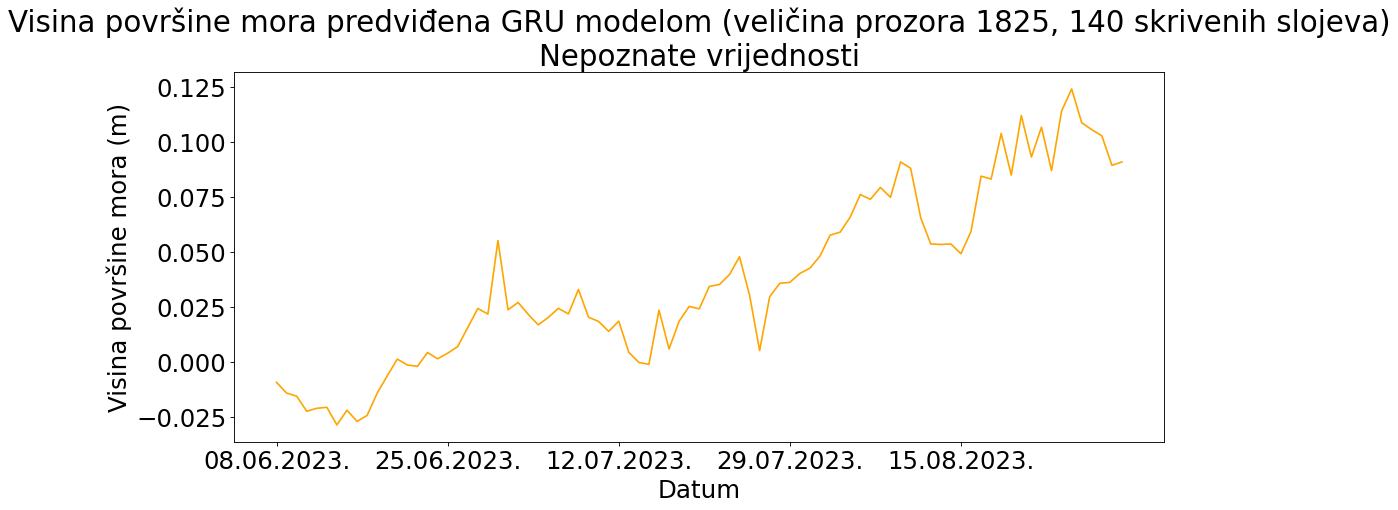 Visina površine mora predviđena GRU modelom (veličina prozora 1825, 140 skrivenih slojeva)
Nepoznate vrijednosti
Visina površine mora (m)
0.125
0.100
0.075
0.050
0.025
0.000
−0.025
08.06.2023. 25.06.2023. 12.07.2023. 29.07.2023. 15.08.2023.
Datum